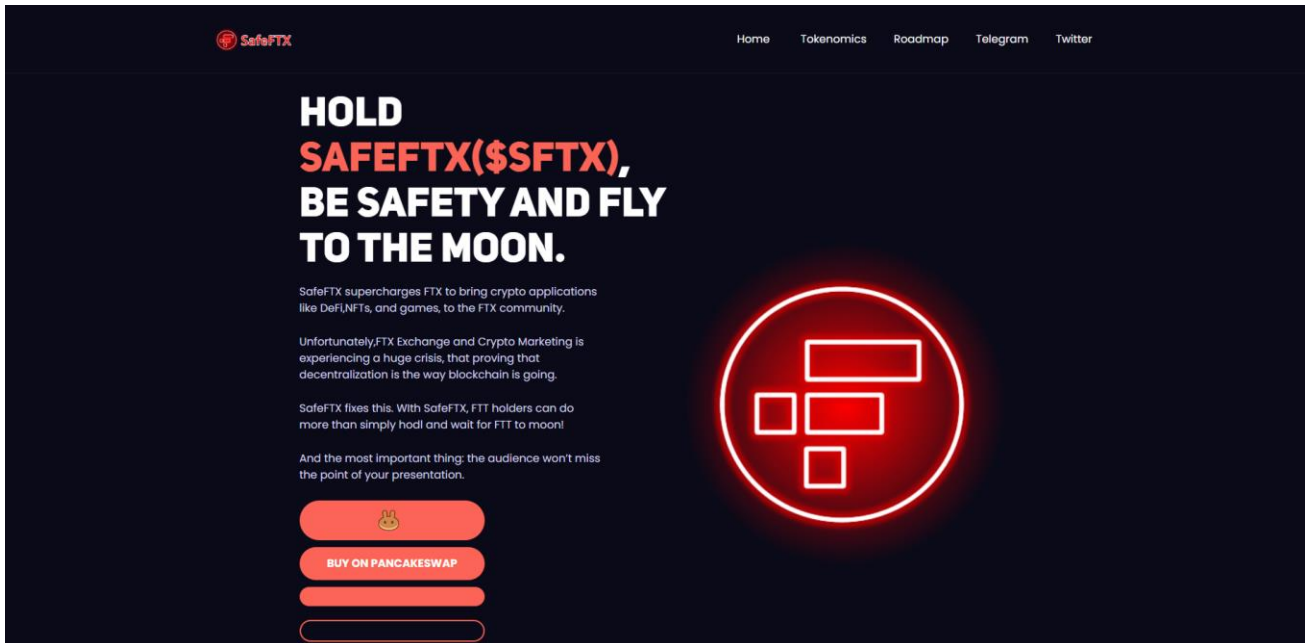 SafeFTX
Home
Tokenomics
Roadmap
Telegram
Twitter
HOLD
SAFEFTX($SFTX),
BE SAFETY AND FLY
TO THE MOON.
SafeFTX supercharges FTX to bring crypto applications
like DeFi,NFTs, and games, to the FTX community.
Unfortunately,FTX Exchange and Crypto Marketing is
experiencing a huge crisis, that proving that
decentralization is the way blockchain is going.
SafeFTX fixes this. WIth SafeFTX, FTT holders can do
more than simply hodl and wait for FTT to moon!
And the most important thing: the audience won't miss
the point of your presentation.
BUY ON PANCAKESWAP